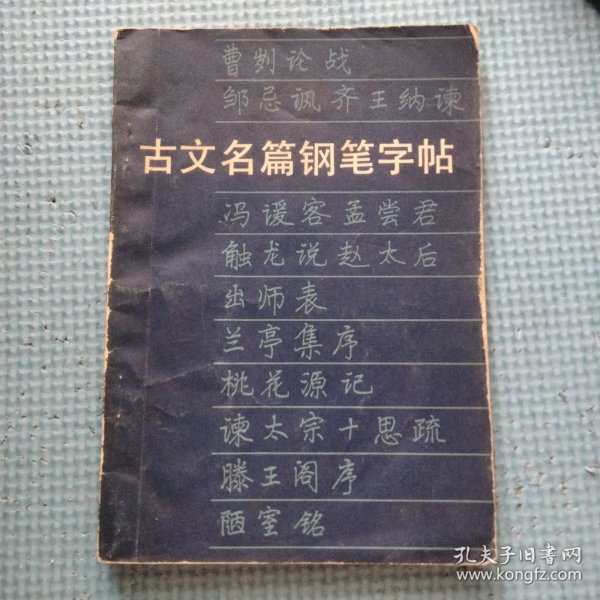 曹刿论战
邹忌讽齐王纳谏
古文名篇钢笔字帖
冯谖客孟尝君
触龙说赵太后
出师表
兰亭集序
桃花源记
谏太宗十思疏
滕王阁序
陋室铭
孔夫子旧书网
www.kongfz.com